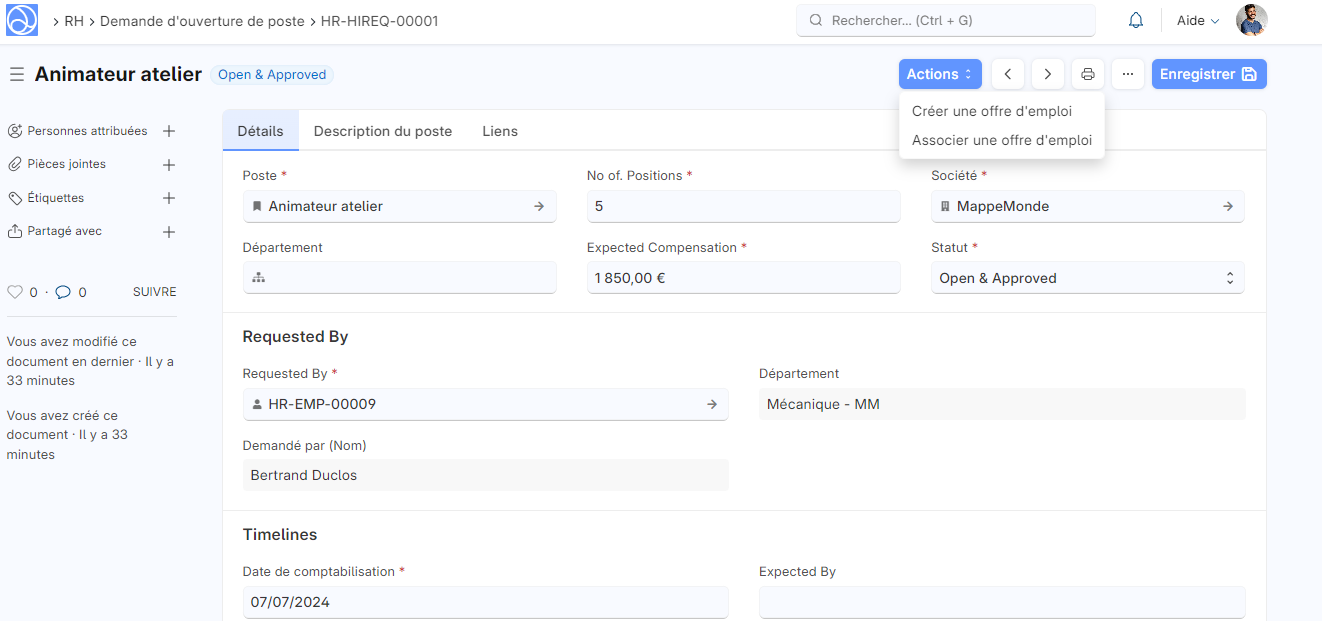 RH > Demande d'ouverture de poste > HR-HIREQ-00001
Rechercher... (Ctrl + G)
Aide
Animateur atelier
Open & Approved
Actions
Enregistrer
Créer une offre d'emploi
Associer une offre d'emploi
Personnes attribuées
Pièces jointes
Étiquettes
Partagé avec
0 · 0 SUIVRE
Vous avez modifié ce
document en dernier · Il y a
33 minutes
Vous avez créé ce
document · Il y a 33
minutes
Détails Description du poste Liens
Poste * No of. Positions * Société *
Animateur atelier 5 MappeMonde
Département Expected Compensation * Statut *
1 850,00 € Open & Approved
Requested By
Requested By * Département
HR-EMP-00009 Mécanique - MM
Demandé par (Nom)
Bertrand Duclos
Timelines
Date de comptabilisation * Expected By
07/07/2024